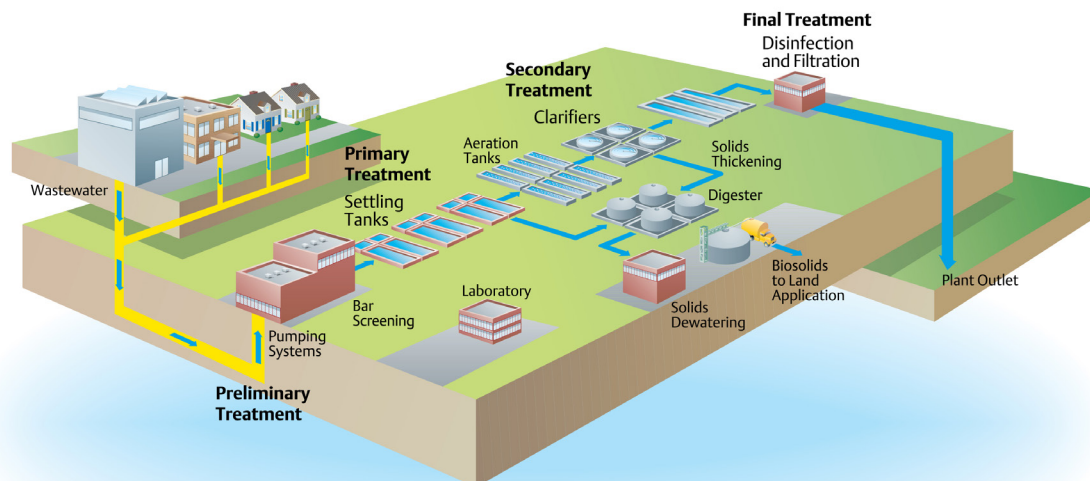 Final Treatment
Disinfection
and Filtration
Secondary
Treatment
Clarifiers
Aeration
Tanks
Solids
Thickening
Primary
Treatment
Settling
Tanks
Digester
Wastewater
Biosolids
to Land
Application
Plant Outlet
Laboratory
Bar
Screening
Solids
Dewatering
Pumping
Systems
Preliminary
Treatment